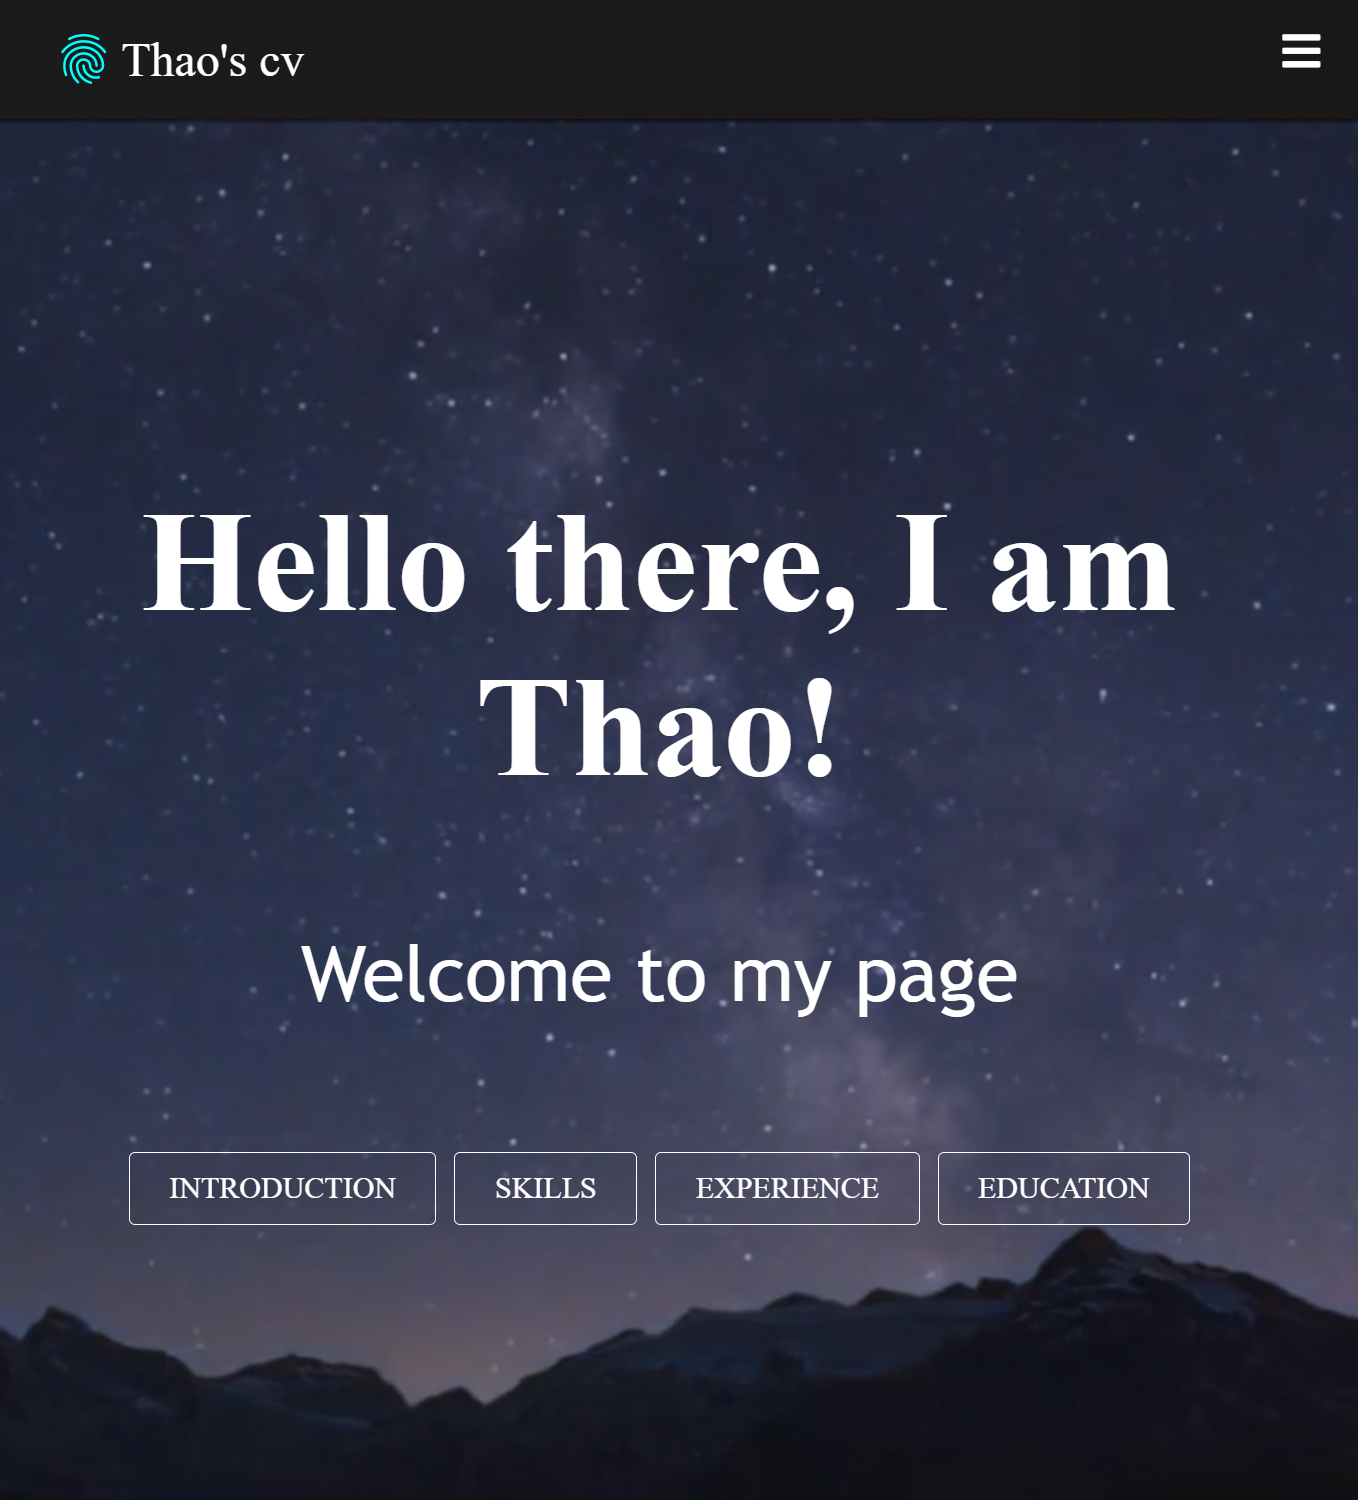 Thao's cv
Hello there, I am
Thao!
Welcome to my page
INTRODUCTION SKILLS EXPERIENCE EDUCATION